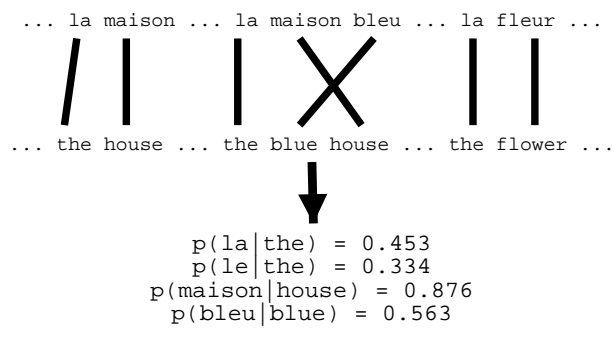 ... la maison ... la maison bleu ... la fleur ...
... the house ... the blue house ... the flower ...
p(la|the) = 0.453
p(le|the) = 0.334
p(maison|house) = 0.876
p(bleu|blue) = 0.563